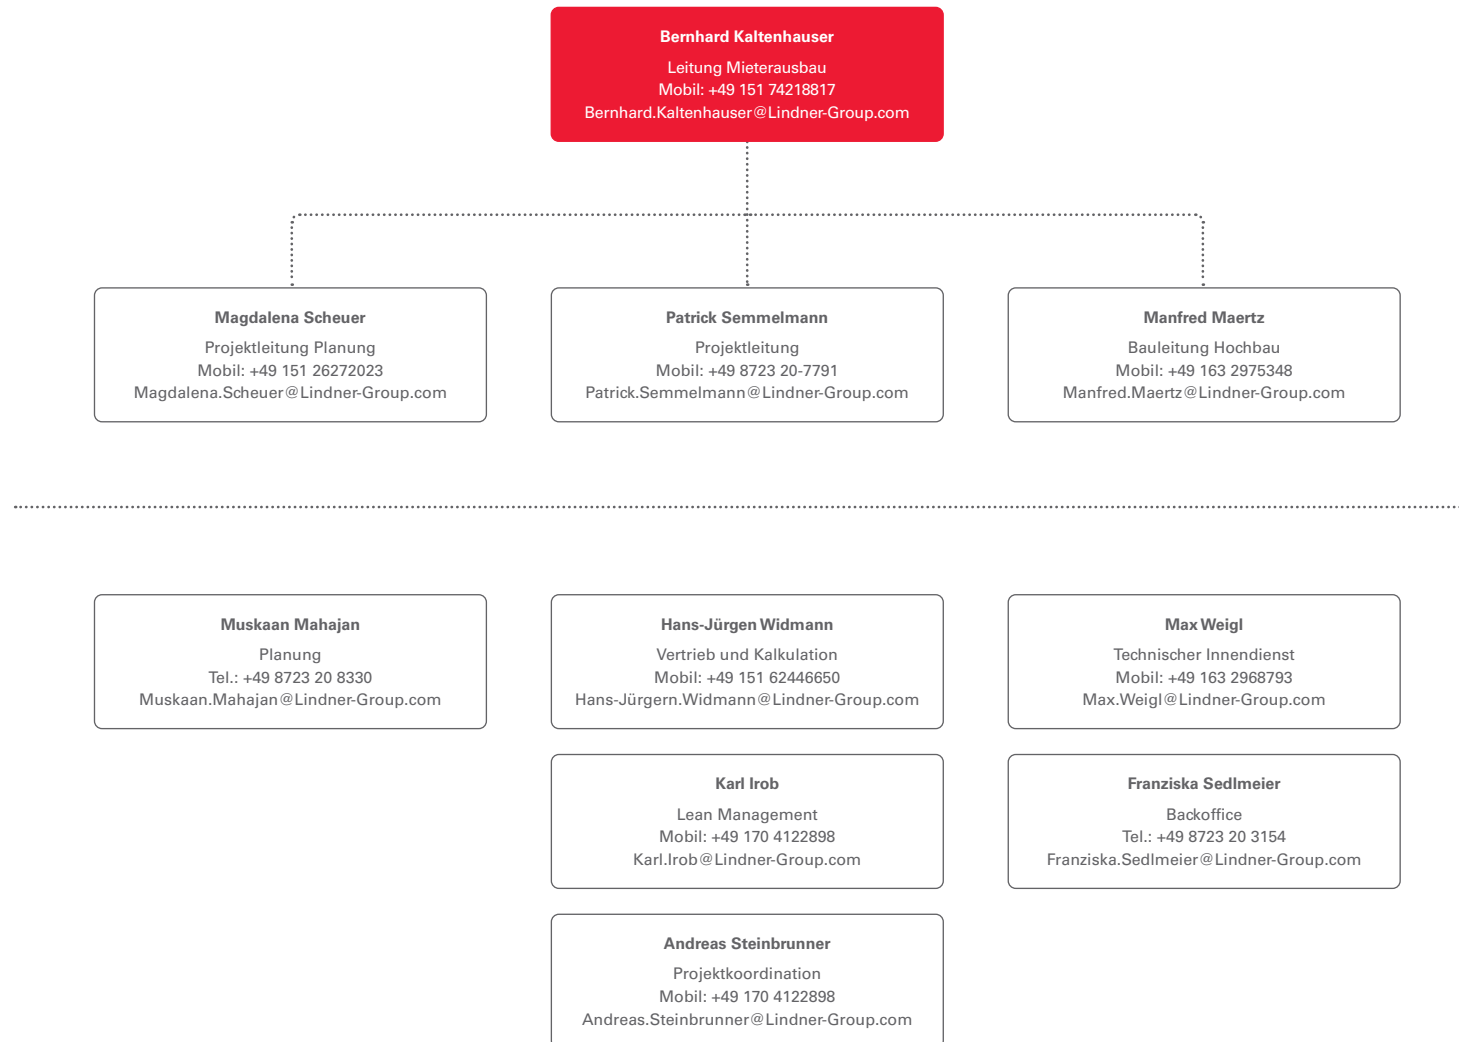 Bernhard Kaltenhauser
Leitung Mieterausbau
Mobil: +49 151 74218817
Bernhard.Kaltenhauser@Lindner-Group.com
Magdalena Scheuer
Projektleitung Planung
Mobil: +49 151 26272023
Magdalena.Scheuer@Lindner-Group.com
Patrick Semmelmann
Projektleitung
Mobil: +49 8723 20-7791
Patrick.Semmelmann@Lindner-Group.com
Manfred Maertz
Bauleitung Hochbau
Mobil: +49 163 2975348
Manfred.Maertz@Lindner-Group.com
Muskaan Mahajan
Planung
Tel.: +49 8723 20 8330
Muskaan.Mahajan@Lindner-Group.com
Hans-Jürgen Widmann
Vertrieb und Kalkulation
Mobil: +49 151 62446650
Hans-Jürgern.Widmann@Lindner-Group.com
Max Weigl
Technischer Innendienst
Mobil: +49 163 2968793
Max.Weigl@Lindner-Group.com
Karl Irob
Lean Management
Mobil: +49 170 4122898
Karl.Irob@Lindner-Group.com
Franziska Sedlmeier
Backoffice
Tel.: +49 8723 20 3154
Franziska.Sedlmeier@Lindner-Group.com
Andreas Steinbrunner
Projektkoordination
Mobil: +49 170 4122898
Andreas.Steinbrunner@Lindner-Group.com